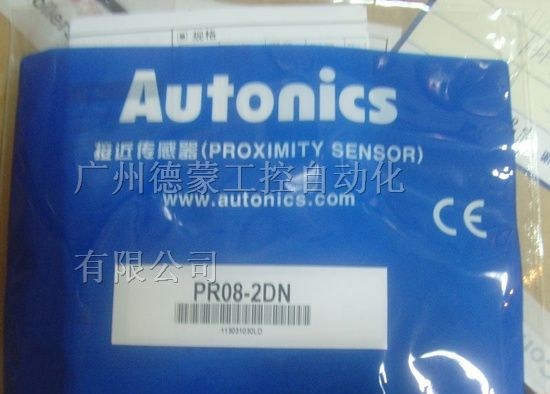 规格
Autonics
接近传感器(PROXIMITY SENSOR)
广州德蒙工控自动化
www.autonics.com
CE
有限公司
PR08-2DN
113031030LD